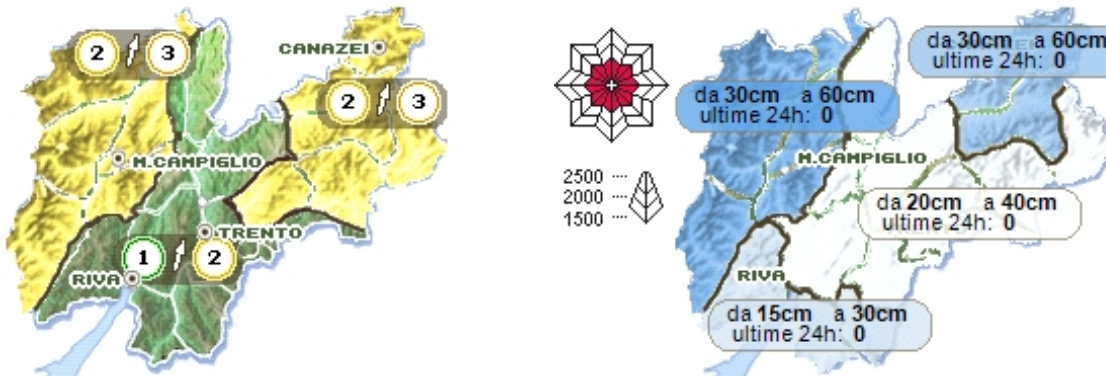 2 3
CANAZEI
2 3
M.CAMPIGLIO
TRENTO
1 2
RIVA
2500
2000
1500
da 30cm a 60cm
ultime 24h: 0
da 30cm a 60cm
ultime 24h: 0
M.CAMPIGLIO
da 20cm a 40cm
ultime 24h: 0
RIVA
da 15cm a 30cm
ultime 24h: 0